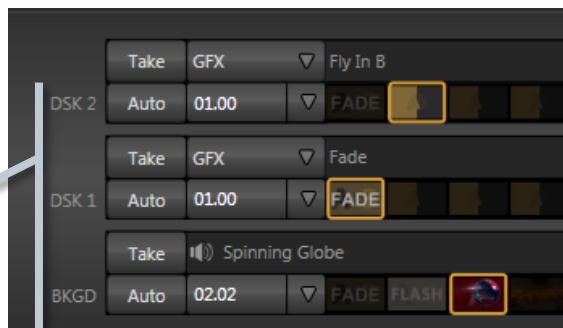 Take GFX Fly In B
DSK 2 Auto 01.00 FADE
Take GFX Fade
DSK 1 Auto 01.00 FADE
Take Spinning Globe
BKGD Auto 02.02 FADE FLASH